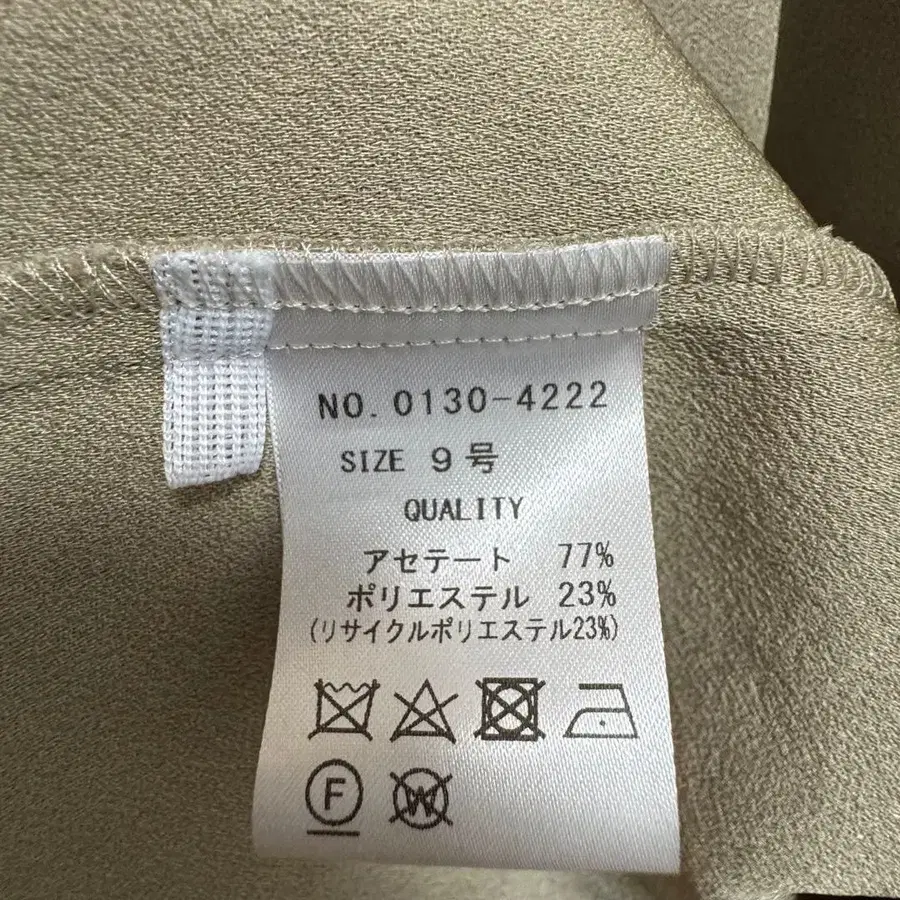 NO. 0130-4222
SIZE 9号
QUALITY
アセテート 77%
ポリエステル 23%
(リサイクルポリエステル23%)
F W